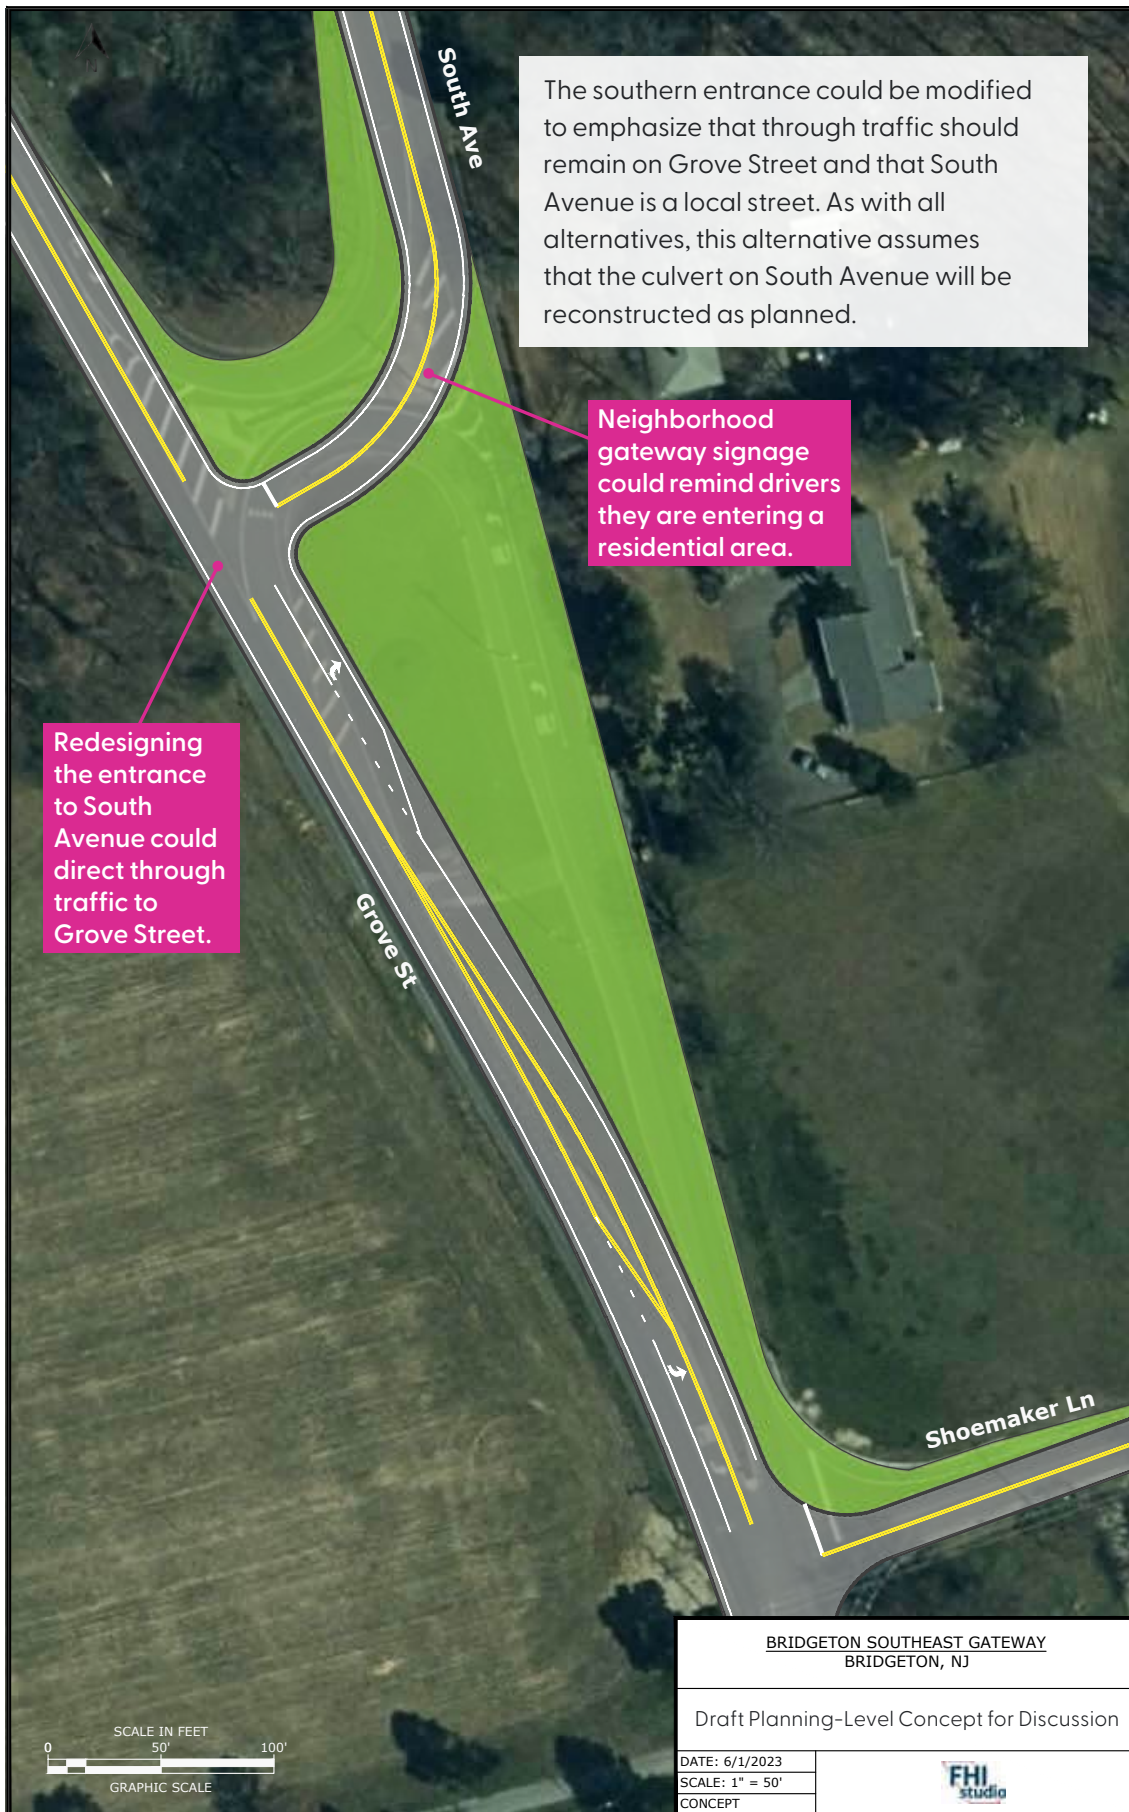 South Ave
The southern entrance could be modified
to emphasize that through traffic should
remain on Grove Street and that South
Avenue is a local street. As with all
alternatives, this alternative assumes
that the culvert on South Avenue will be
reconstructed as planned.
Neighborhood
gateway signage
could remind drivers
they are entering a
residential area.
Redesigning
the entrance
to South
Avenue could
direct through
traffic to
Grove Street.
Grove St
Shoemaker Ln
BRIDGETON SOUTHEAST GATEWAY
BRIDGETON, NJ
Draft Planning-Level Concept for Discussion
DATE: 6/1/2023
SCALE: 1" = 50'
CONCEPT
FHI
studio
SCALE IN FEET
0 50' 100'
GRAPHIC SCALE